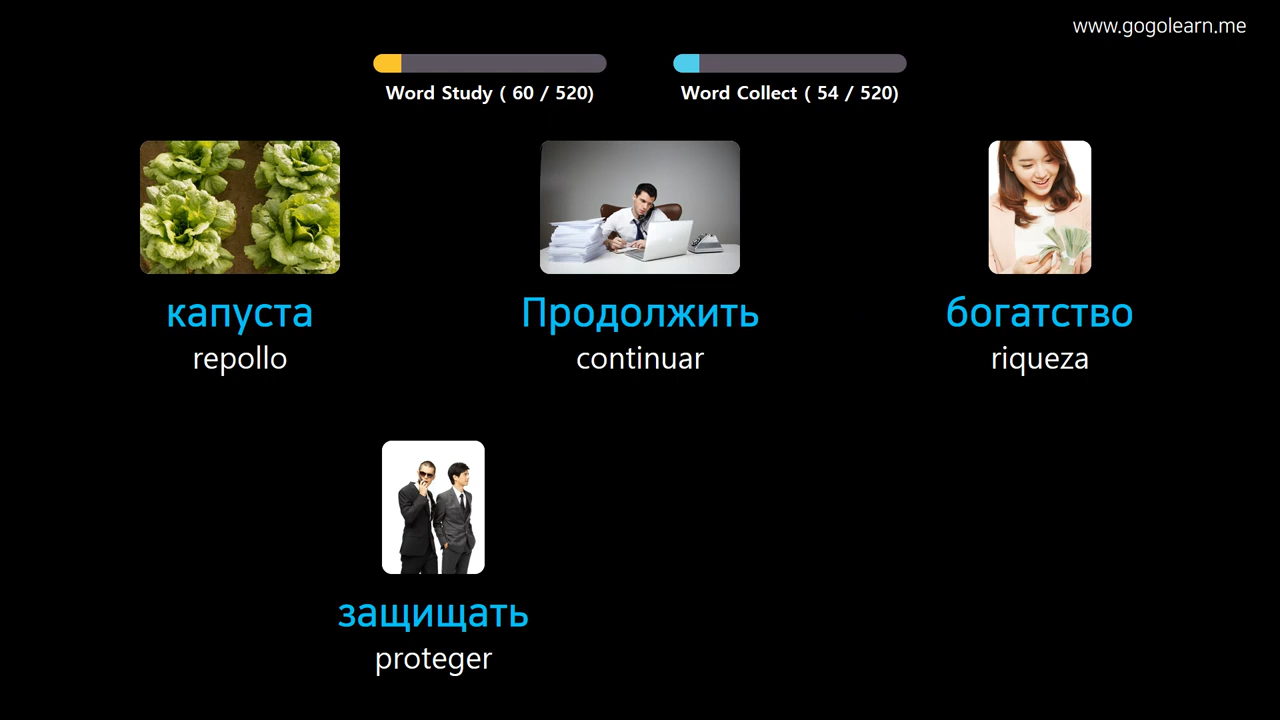 www.gogolearn.me
Word Study ( 60 / 520)
Word Collect ( 54 / 520)
капуста
repollo
Продолжить
continuar
богатство
riqueza
защищать
proteger